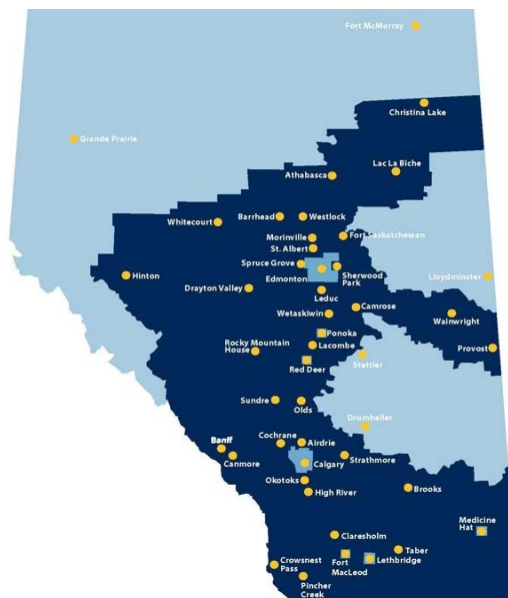 Fort McMurray
Christina Lake
Grande Prairie
Lac La Biche
Athabasca
Barrhead
Westlock
Whitecourt
Morinville
Fort Saskatchewan
St. Albert
Spruce Grove
Edmonton
Sherwood
Park
Hinton
Lloydminster
Drayton Valley
Leduc
Camrose
Wetaskiwin
Wainwright
Ponoka
Rocky Mountain
House
Lacombe
Provost
Red Deer
Stettler
Sundre
Olds
Drumheller
Banff
Cochrane
Airdrie
Canmore
Calgary
Strathmore
Okotoks
High River
Brooks
Medicine
Hat
Claresholm
Taber
Crowsnest
Pass
Fort
MacLeod
Lethbridge
Pincher
Creek